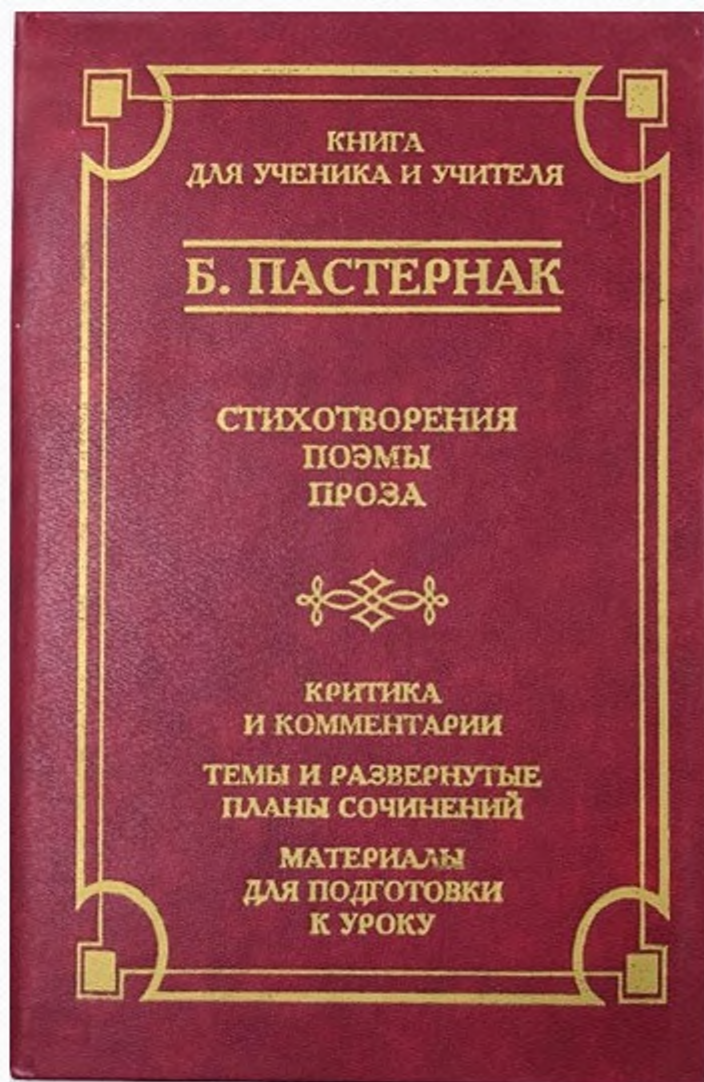 КНИГА
ДЛЯ УЧЕНИКА И УЧИТЕЛЯ
Б. ПАСТЕРНАК
СТИХОТВОРЕНИЯ
ПОЭМЫ
ПРОЗА
КРИТИКА
И КОММЕНТАРИИ
ТЕМЫ И РАЗВЕРНУТЫЕ
ПЛАНЫ СОЧИНЕНИЙ
МАТЕРИАЛЫ
ДЛЯ ПОДГОТОВКИ
К УРОКУ